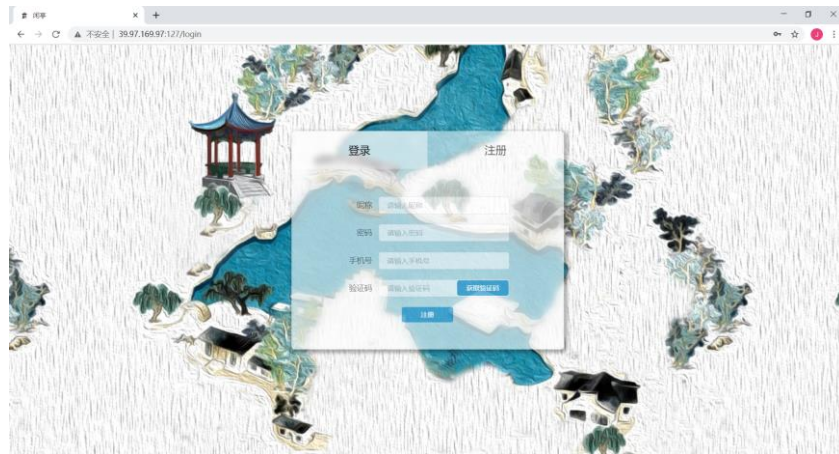 闲亭
不安全 | 39.97.169.97:127/login
J
登录 注册
昵称 请输入昵称
密码 请输入密码
手机号 请输入手机号
验证码 请输入验证码 获取验证码
注册